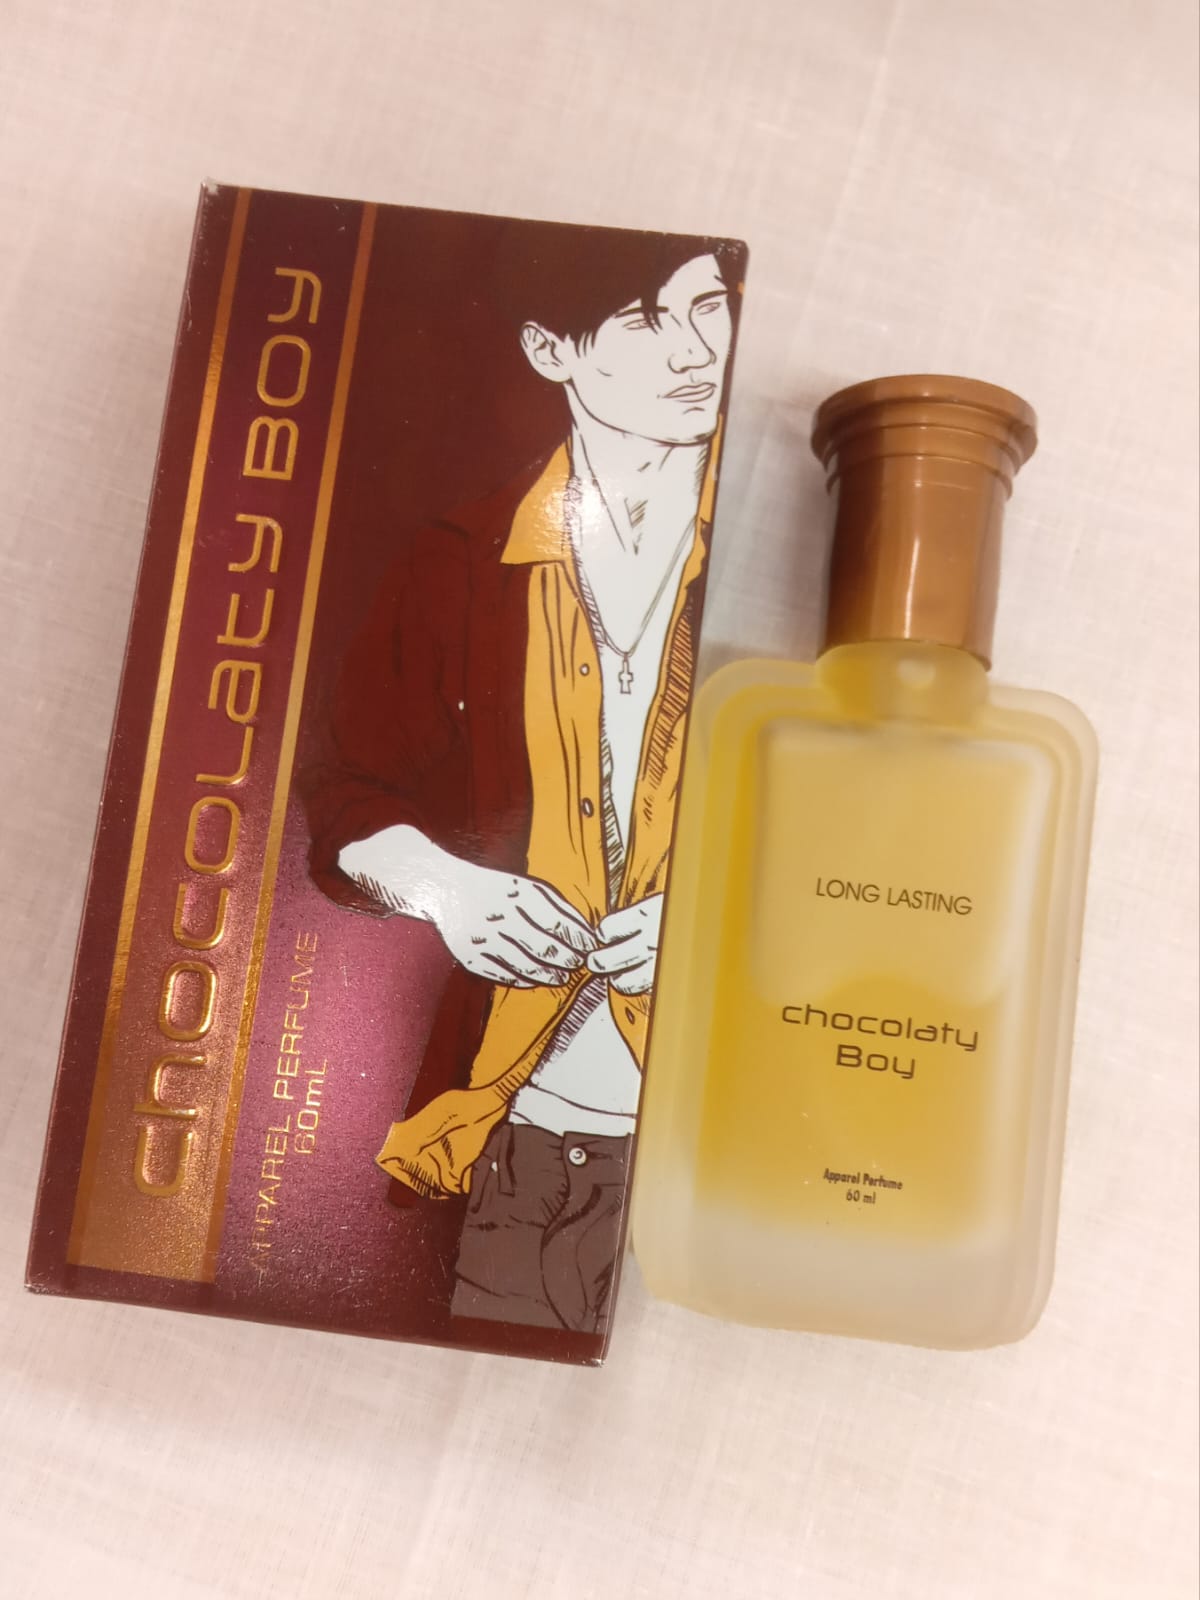 chocolaty BOY
APPAREL PERFUME
60mL
LONG LASTING
chocolaty
Boy
Apparel Perfume
60 ml